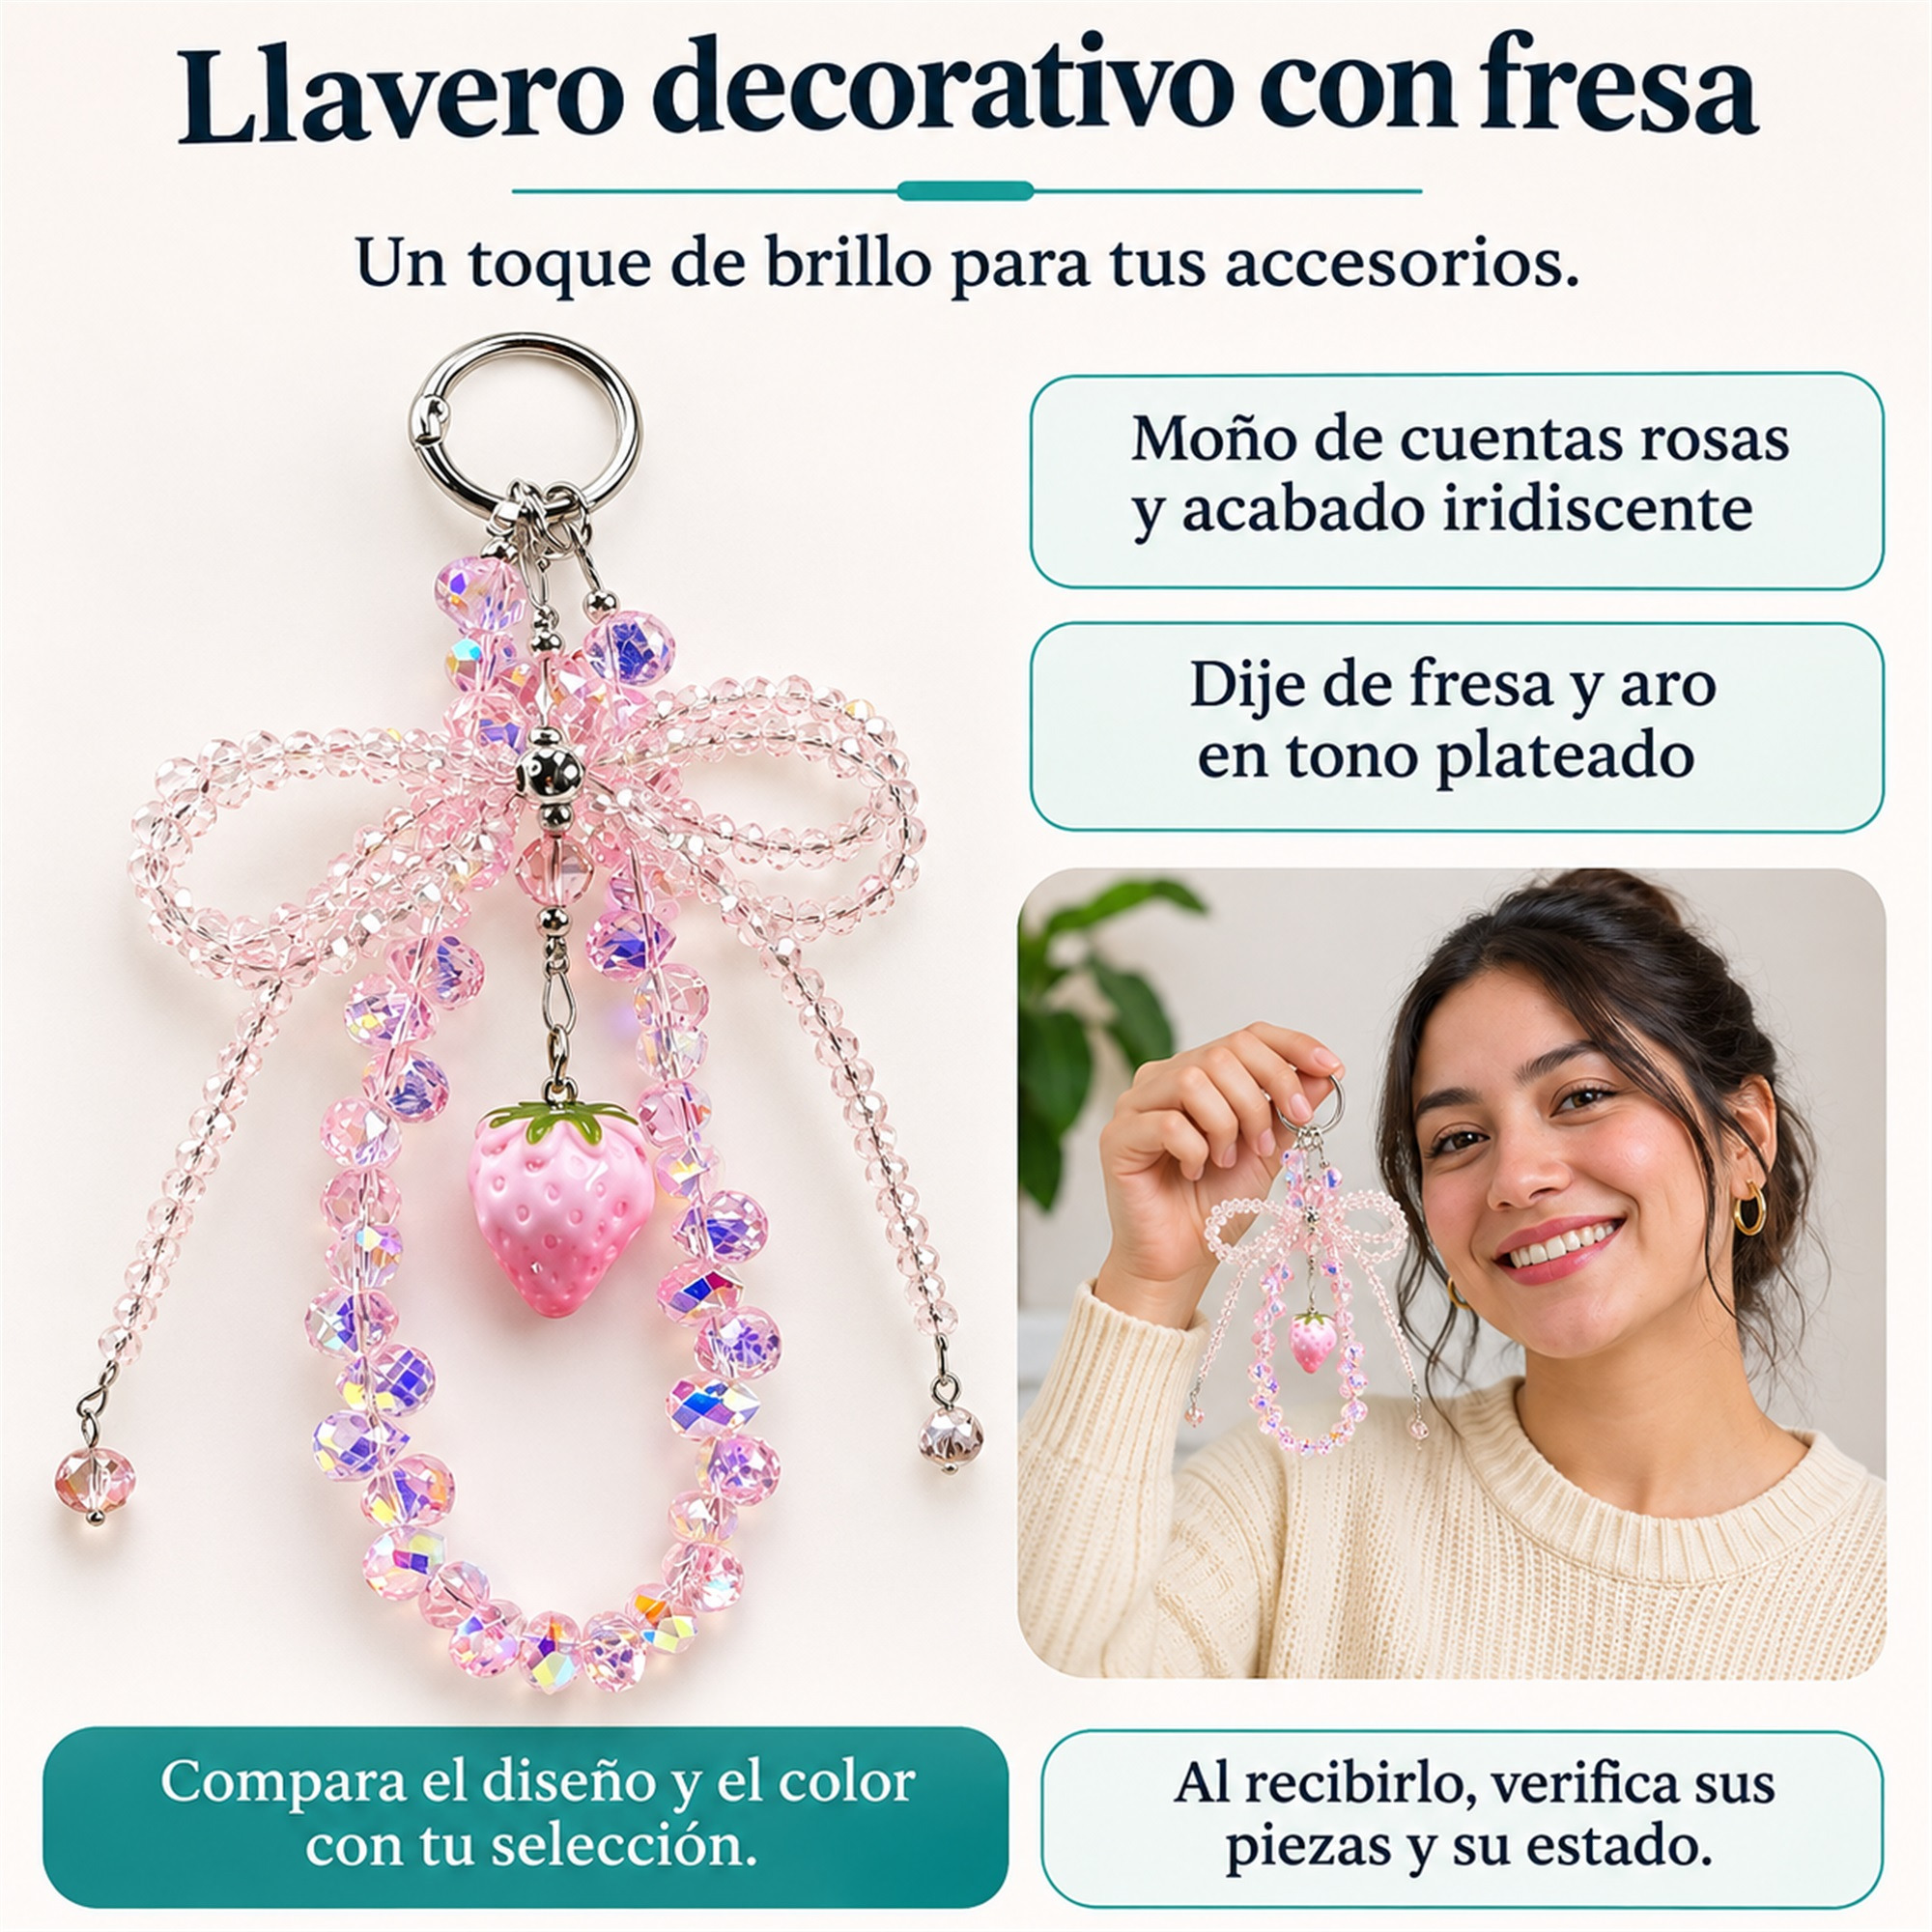 Llavero decorativo con fresa
Un toque de brillo para tus accesorios.
Moño de cuentas rosas
y acabado iridiscente
Dije de fresa y aro
en tono plateado
Compara el diseño y el color
con tu selección.
Al recibirlo, verifica sus
piezas y su estado.